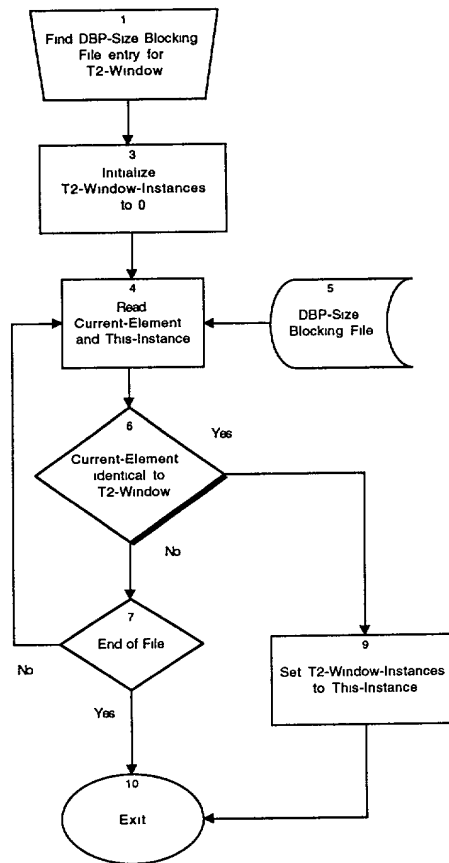 1
Find DBP-Size Blocking
File entry for
T2-Window
3
Initialize
T2-Window-Instances
to 0
4
Read
Current-Element
and This-Instance
5
DBP-Size
Blocking File
6
Current-Element
identical to
T2-Window
Yes
No
7
End of File
No
Yes
9
Set T2-Window-Instances
to This-Instance
10
Exit